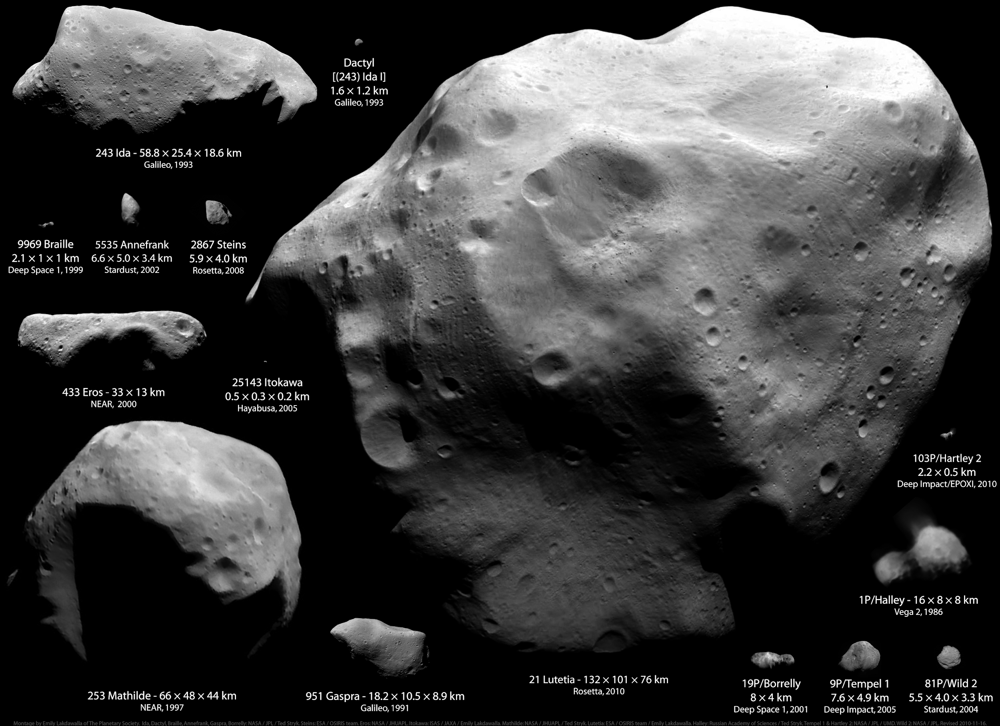 Dactyl
[(243) Ida I]
1.6 × 1.2 km
Galileo, 1993
243 Ida - 58.8 × 25.4 × 18.6 km
Galileo, 1993
9969 Braille
2.1 × 1 × 1 km
Deep Space 1, 1999
5535 Annefrank
6.6 × 5.0 × 3.4 km
Stardust, 2002
2867 Steins
5.9 × 4.0 km
Rosetta, 2008
433 Eros - 33 × 13 km
NEAR, 2000
25143 Itokawa
0.5 × 0.3 × 0.2 km
Hayabusa, 2005
103P/Hartley 2
2.2 × 0.5 km
Deep Impact/EPOXI, 2010
1P/Halley - 16 × 8 × 8 km
Vega 2, 1986
253 Mathilde - 66 × 48 × 44 km
NEAR, 1997
951 Gaspra - 18.2 × 10.5 × 8.9 km
Galileo, 1991
21 Lutetia - 132 × 101 × 76 km
Rosetta, 2010
19P/Borrelly
8 × 4 km
Deep Space 1, 2001
9P/Tempel 1
7.6 × 4.9 km
Deep Impact, 2005
81P/Wild 2
5.5 × 4.0 × 3.3 km
Stardust, 2004
Montage by Emily Lakdawalla of The Planetary Society. Ida, Dactyl, Braille, Annefrank, Gaspra, Borrelly: NASA / JPL / Ted Stryk. Steins: ESA / OSIRIS team. Eros: NASA / JHUAPL. Itokawa: ISAS / JAXA / Emily Lakdawalla. Mathilde: NASA / JHUAPL / Ted Stryk. Lutetia: ESA / OSIRIS team / Emily Lakdawalla. Halley: Russian Academy of Sciences / Ted Stryk. Tempel 1 & Hartley 2: NASA / JPL / UMD. Wild 2: NASA / JPL. Revised 2010-11-16.